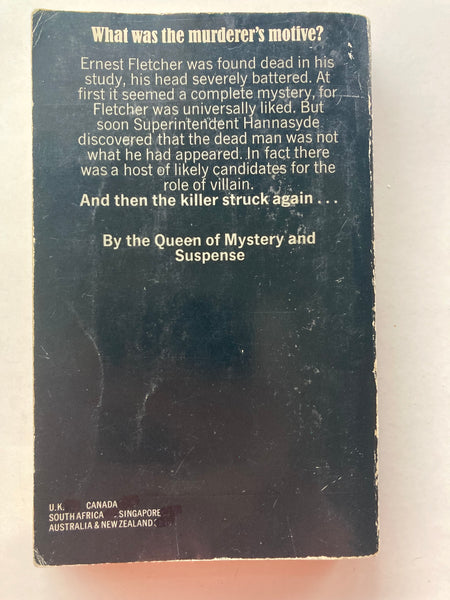 What was the murderer's motive?
Ernest Fletcher was found dead in his
study, his head severely battered. At
first it seemed a complete mystery, for
Fletcher was universally liked. But
soon Superintendent Hannasyde
discovered that the dead man was not
what he had appeared. In fact there
was a host of likely candidates for the
role of villain.
And then the killer struck again . . .
By the Queen of Mystery and
Suspense
U.K. CANADA
SOUTH AFRICA SINGAPORE
AUSTRALIA & NEW ZEALAND